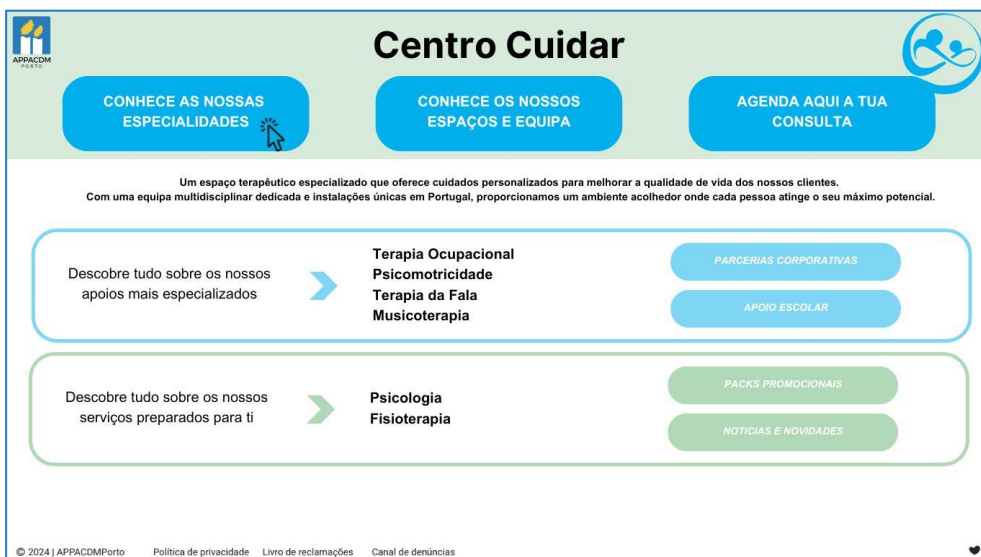 APPACDM
PORTO
Centro Cuidar
CONHECE AS NOSSAS
ESPECIALIDADES
CONHECE OS NOSSOS
ESPAÇOS E EQUIPA
AGENDA AQUI A TUA
CONSULTA
Um espaço terapêutico especializado que oferece cuidados personalizados para melhorar a qualidade de vida dos nossos clientes.
Com uma equipa multidisciplinar dedicada e instalações únicas em Portugal, proporcionamos um ambiente acolhedor onde cada pessoa atinge o seu máximo potencial.
Descobre tudo sobre os nossos
apoios mais especializados
Terapia Ocupacional
Psicomotricidade
Terapia da Fala
Musicoterapia
PARCERIAS CORPORATIVAS
APOIO ESCOLAR
Descobre tudo sobre os nossos
serviços preparados para ti
Psicologia
Fisioterapia
PACKS PROMOCIONAIS
NOTICIAS E NOVIDADES
© 2024 | APPACDMPorto Política de privacidade Livro de reclamações Canal de denúncias